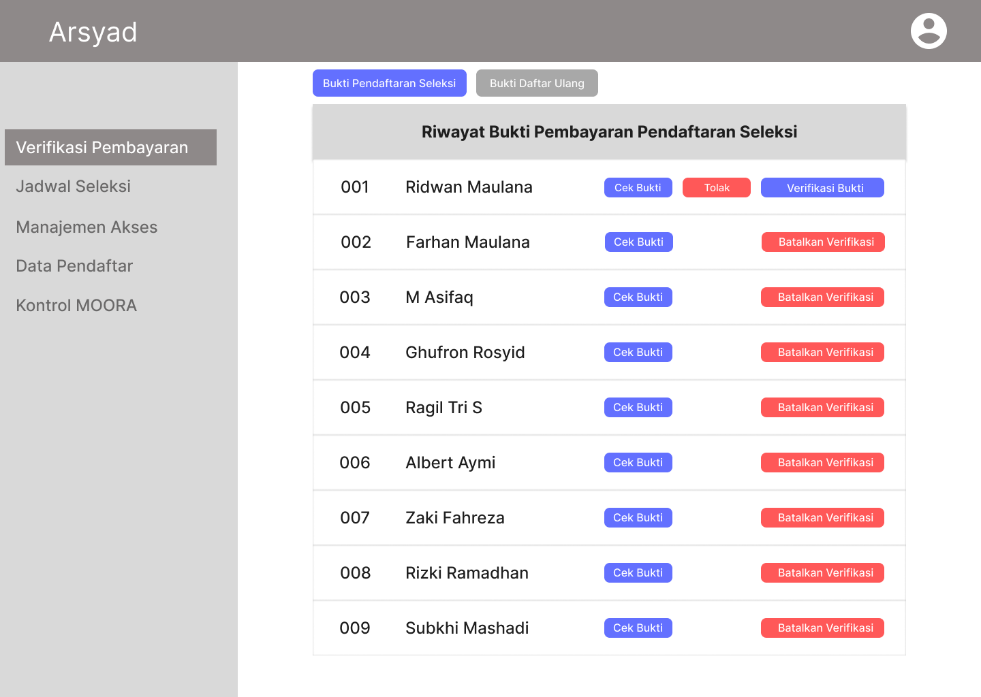 Arsyad
Verifikasi Pembayaran
Jadwal Seleksi
Manajemen Akses
Data Pendaftar
Kontrol MOORA
Bukti Pendaftaran Seleksi Bukti Daftar Ulang
Riwayat Bukti Pembayaran Pendaftaran Seleksi
001 Ridwan Maulana Cek Bukti Tolak Verifikasi Bukti
002 Farhan Maulana Cek Bukti Batalkan Verifikasi
003 M Asifaq Cek Bukti Batalkan Verifikasi
004 Ghufron Rosyid Cek Bukti Batalkan Verifikasi
005 Ragil Tri S Cek Bukti Batalkan Verifikasi
006 Albert Aymi Cek Bukti Batalkan Verifikasi
007 Zaki Fahreza Cek Bukti Batalkan Verifikasi
008 Rizki Ramadhan Cek Bukti Batalkan Verifikasi
009 Subkhi Mashadi Cek Bukti Batalkan Verifikasi